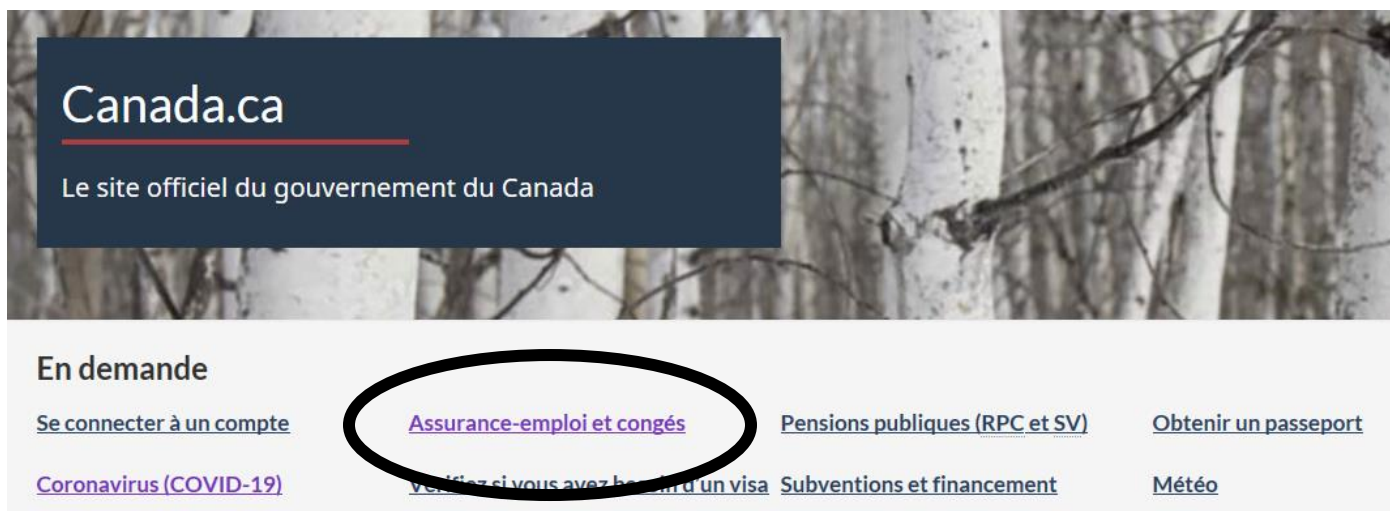 Canada.ca
Le site officiel du gouvernement du Canada
En demande
Se connecter à un compte Assurance-emploi et congés Pensions publiques (RPC et SV) Obtenir un passeport
Coronavirus (COVID-19) Vérifiez si vous avez besoin d'un visa Subventions et financement Météo